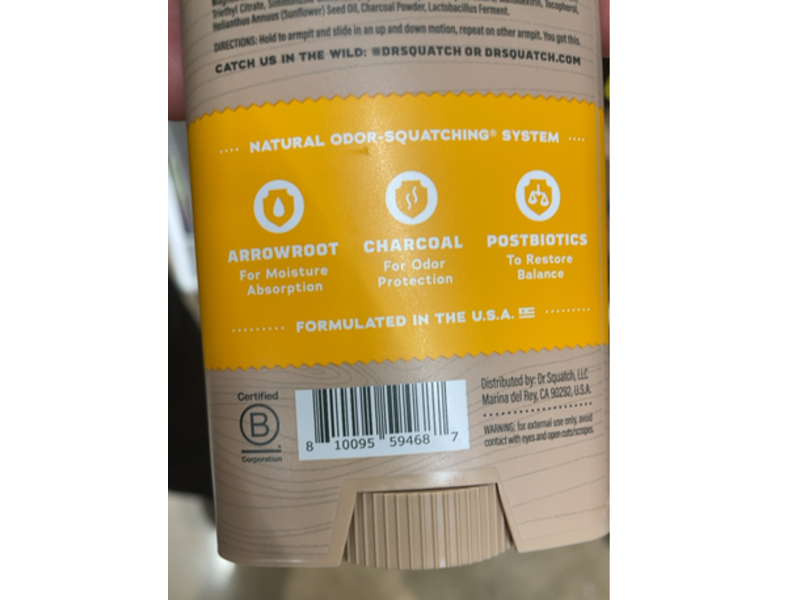 Triethyl Citrate,
Helianthus Annuus (Sunflower) Seed Oil, Charcoal Powder, Lactobacillus Ferment.
DIRECTIONS: Hold to armpit and slide in an up and down motion, repeat on other armpit. You got this.
CATCH US IN THE WILD: @DRSQUATCH OR DRSQUATCH.COM
NATURAL ODOR-SQUATCHING® SYSTEM
ARROWROOT
For Moisture
Absorption
CHARCOAL
For Odor
Protection
POSTBIOTICS
To Restore
Balance
FORMULATED IN THE U.S.A.
Certified
B
Corporation
8 10095 59468 7
Distributed by: Dr Squatch, LLC
Marina del Rey, CA 90292, U.S.A.
WARNING: for external use only, avoid
contact with eyes and open cuts/scrapes.